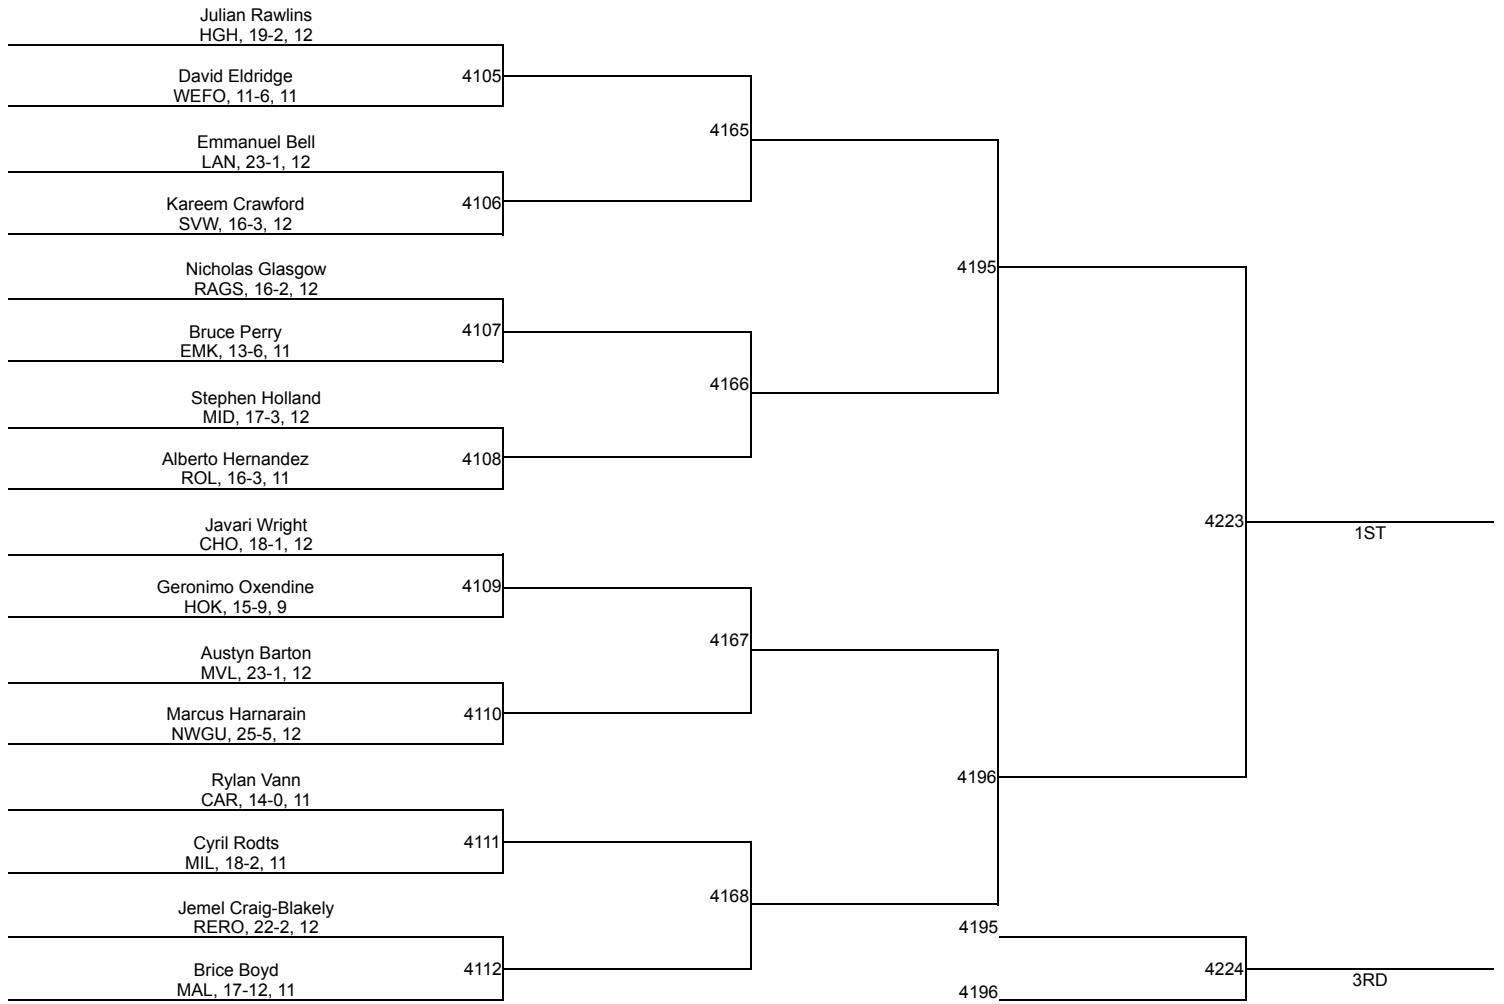 Julian Rawlins
HGH, 19-2, 12
David Eldridge
WEFO, 11-6, 11
4105
Emmanuel Bell
LAN, 23-1, 12
Kareem Crawford
SVW, 16-3, 12
4106
Nicholas Glasgow
RAGS, 16-2, 12
Bruce Perry
EMK, 13-6, 11
4107
Stephen Holland
MID, 17-3, 12
Alberto Hernandez
ROL, 16-3, 11
4108
Javari Wright
CHO, 18-1, 12
Geronimo Oxendine
HOK, 15-9, 9
4109
Austyn Barton
MVL, 23-1, 12
Marcus Harnarain
NWGU, 25-5, 12
4110
Rylan Vann
CAR, 14-0, 11
Cyril Rodts
MIL, 18-2, 11
4111
Jemel Craig-Blakely
RERO, 22-2, 12
Brice Boyd
MAL, 17-12, 11
4112
4165
4166
4167
4168
4195
4196
4223
1ST
4195
4196
4224
3RD